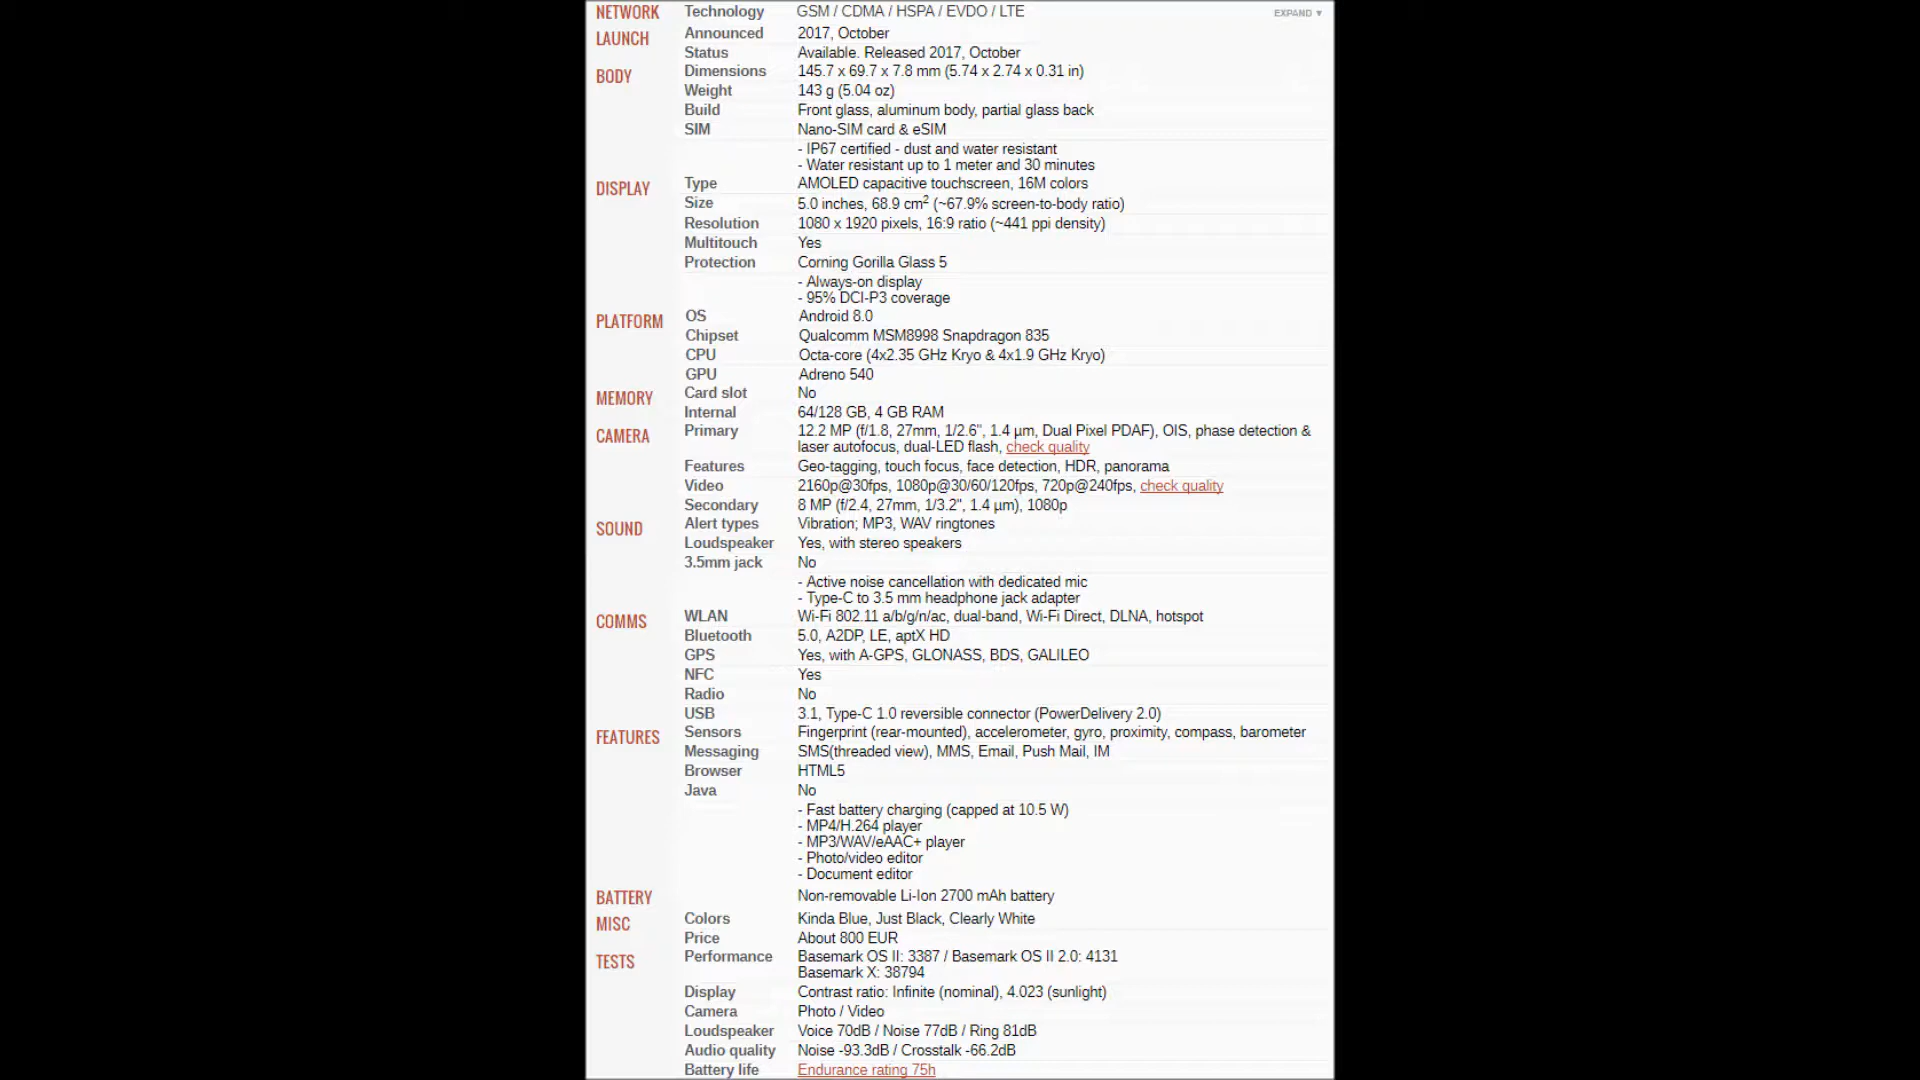 NETWORK Technology GSM / CDMA / HSPA / EVDO / LTE EXPAND ▼
LAUNCH Announced 2017, October
Status Available. Released 2017, October
BODY Dimensions 145.7 x 69.7 x 7.8 mm (5.74 x 2.74 x 0.31 in)
Weight 143 g (5.04 oz)
Build Front glass, aluminum body, partial glass back
SIM Nano-SIM card & eSIM
- IP67 certified - dust and water resistant
- Water resistant up to 1 meter and 30 minutes
DISPLAY Type AMOLED capacitive touchscreen, 16M colors
Size 5.0 inches, 68.9 cm² (~67.9% screen-to-body ratio)
Resolution 1080 x 1920 pixels, 16:9 ratio (~441 ppi density)
Multitouch Yes
Protection Corning Gorilla Glass 5
- Always-on display
- 95% DCI-P3 coverage
PLATFORM OS Android 8.0
Chipset Qualcomm MSM8998 Snapdragon 835
CPU Octa-core (4x2.35 GHz Kryo & 4x1.9 GHz Kryo)
GPU Adreno 540
MEMORY Card slot No
Internal 64/128 GB, 4 GB RAM
CAMERA Primary 12.2 MP (f/1.8, 27mm, 1/2.6", 1.4 µm, Dual Pixel PDAF), OIS, phase detection &
laser autofocus, dual-LED flash, check quality
Features Geo-tagging, touch focus, face detection, HDR, panorama
Video 2160p@30fps, 1080p@30/60/120fps, 720p@240fps, check quality
Secondary 8 MP (f/2.4, 27mm, 1/3.2", 1.4 µm), 1080p
SOUND Alert types Vibration; MP3, WAV ringtones
Loudspeaker Yes, with stereo speakers
3.5mm jack No
- Active noise cancellation with dedicated mic
- Type-C to 3.5 mm headphone jack adapter
COMMS WLAN Wi-Fi 802.11 a/b/g/n/ac, dual-band, Wi-Fi Direct, DLNA, hotspot
Bluetooth 5.0, A2DP, LE, aptX HD
GPS Yes, with A-GPS, GLONASS, BDS, GALILEO
NFC Yes
Radio No
USB 3.1, Type-C 1.0 reversible connector (PowerDelivery 2.0)
FEATURES Sensors Fingerprint (rear-mounted), accelerometer, gyro, proximity, compass, barometer
Messaging SMS(threaded view), MMS, Email, Push Mail, IM
Browser HTML5
Java No
- Fast battery charging (capped at 10.5 W)
- MP4/H.264 player
- MP3/WAV/eAAC+ player
- Photo/video editor
- Document editor
BATTERY Non-removable Li-Ion 2700 mAh battery
MISC Colors Kinda Blue, Just Black, Clearly White
Price About 800 EUR
TESTS Performance Basemark OS II: 3387 / Basemark OS II 2.0: 4131
Basemark X: 38794
Display Contrast ratio: Infinite (nominal), 4.023 (sunlight)
Camera Photo / Video
Loudspeaker Voice 70dB / Noise 77dB / Ring 81dB
Audio quality Noise -93.3dB / Crosstalk -66.2dB
Battery life Endurance rating 75h